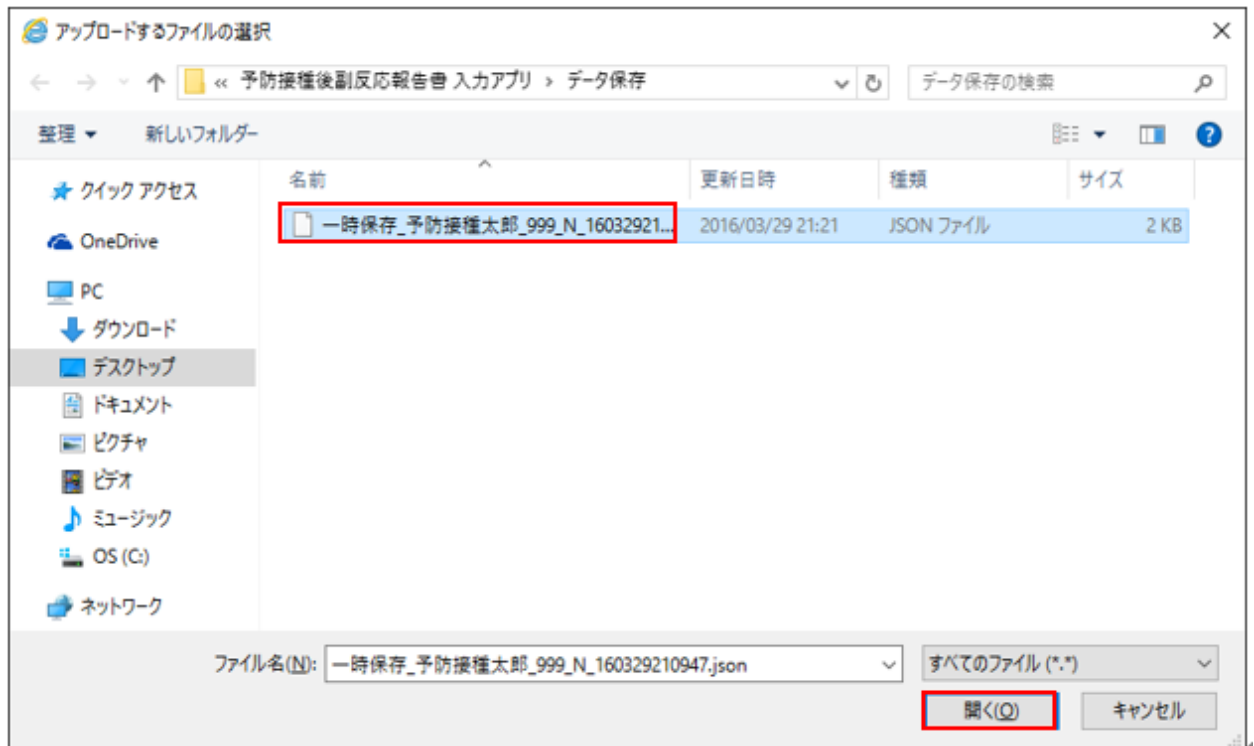 アップロードするファイルの選択
« 予防接種後副反応報告書 入力アプリ › データ保存
データ保存の検索
整理
新しいフォルダー
名前 更新日時 種類 サイズ
クイック アクセス
一時保存_予防接種太郎_999_N_16032921... 2016/03/29 21:21 JSON ファイル 2 KB
OneDrive
PC
ダウンロード
デスクトップ
ドキュメント
ピクチャ
ビデオ
ミュージック
OS (C:)
ネットワーク
ファイル名(N): 一時保存_予防接種太郎_999_N_160329210947.json
すべてのファイル (*.*)
開く(O) キャンセル